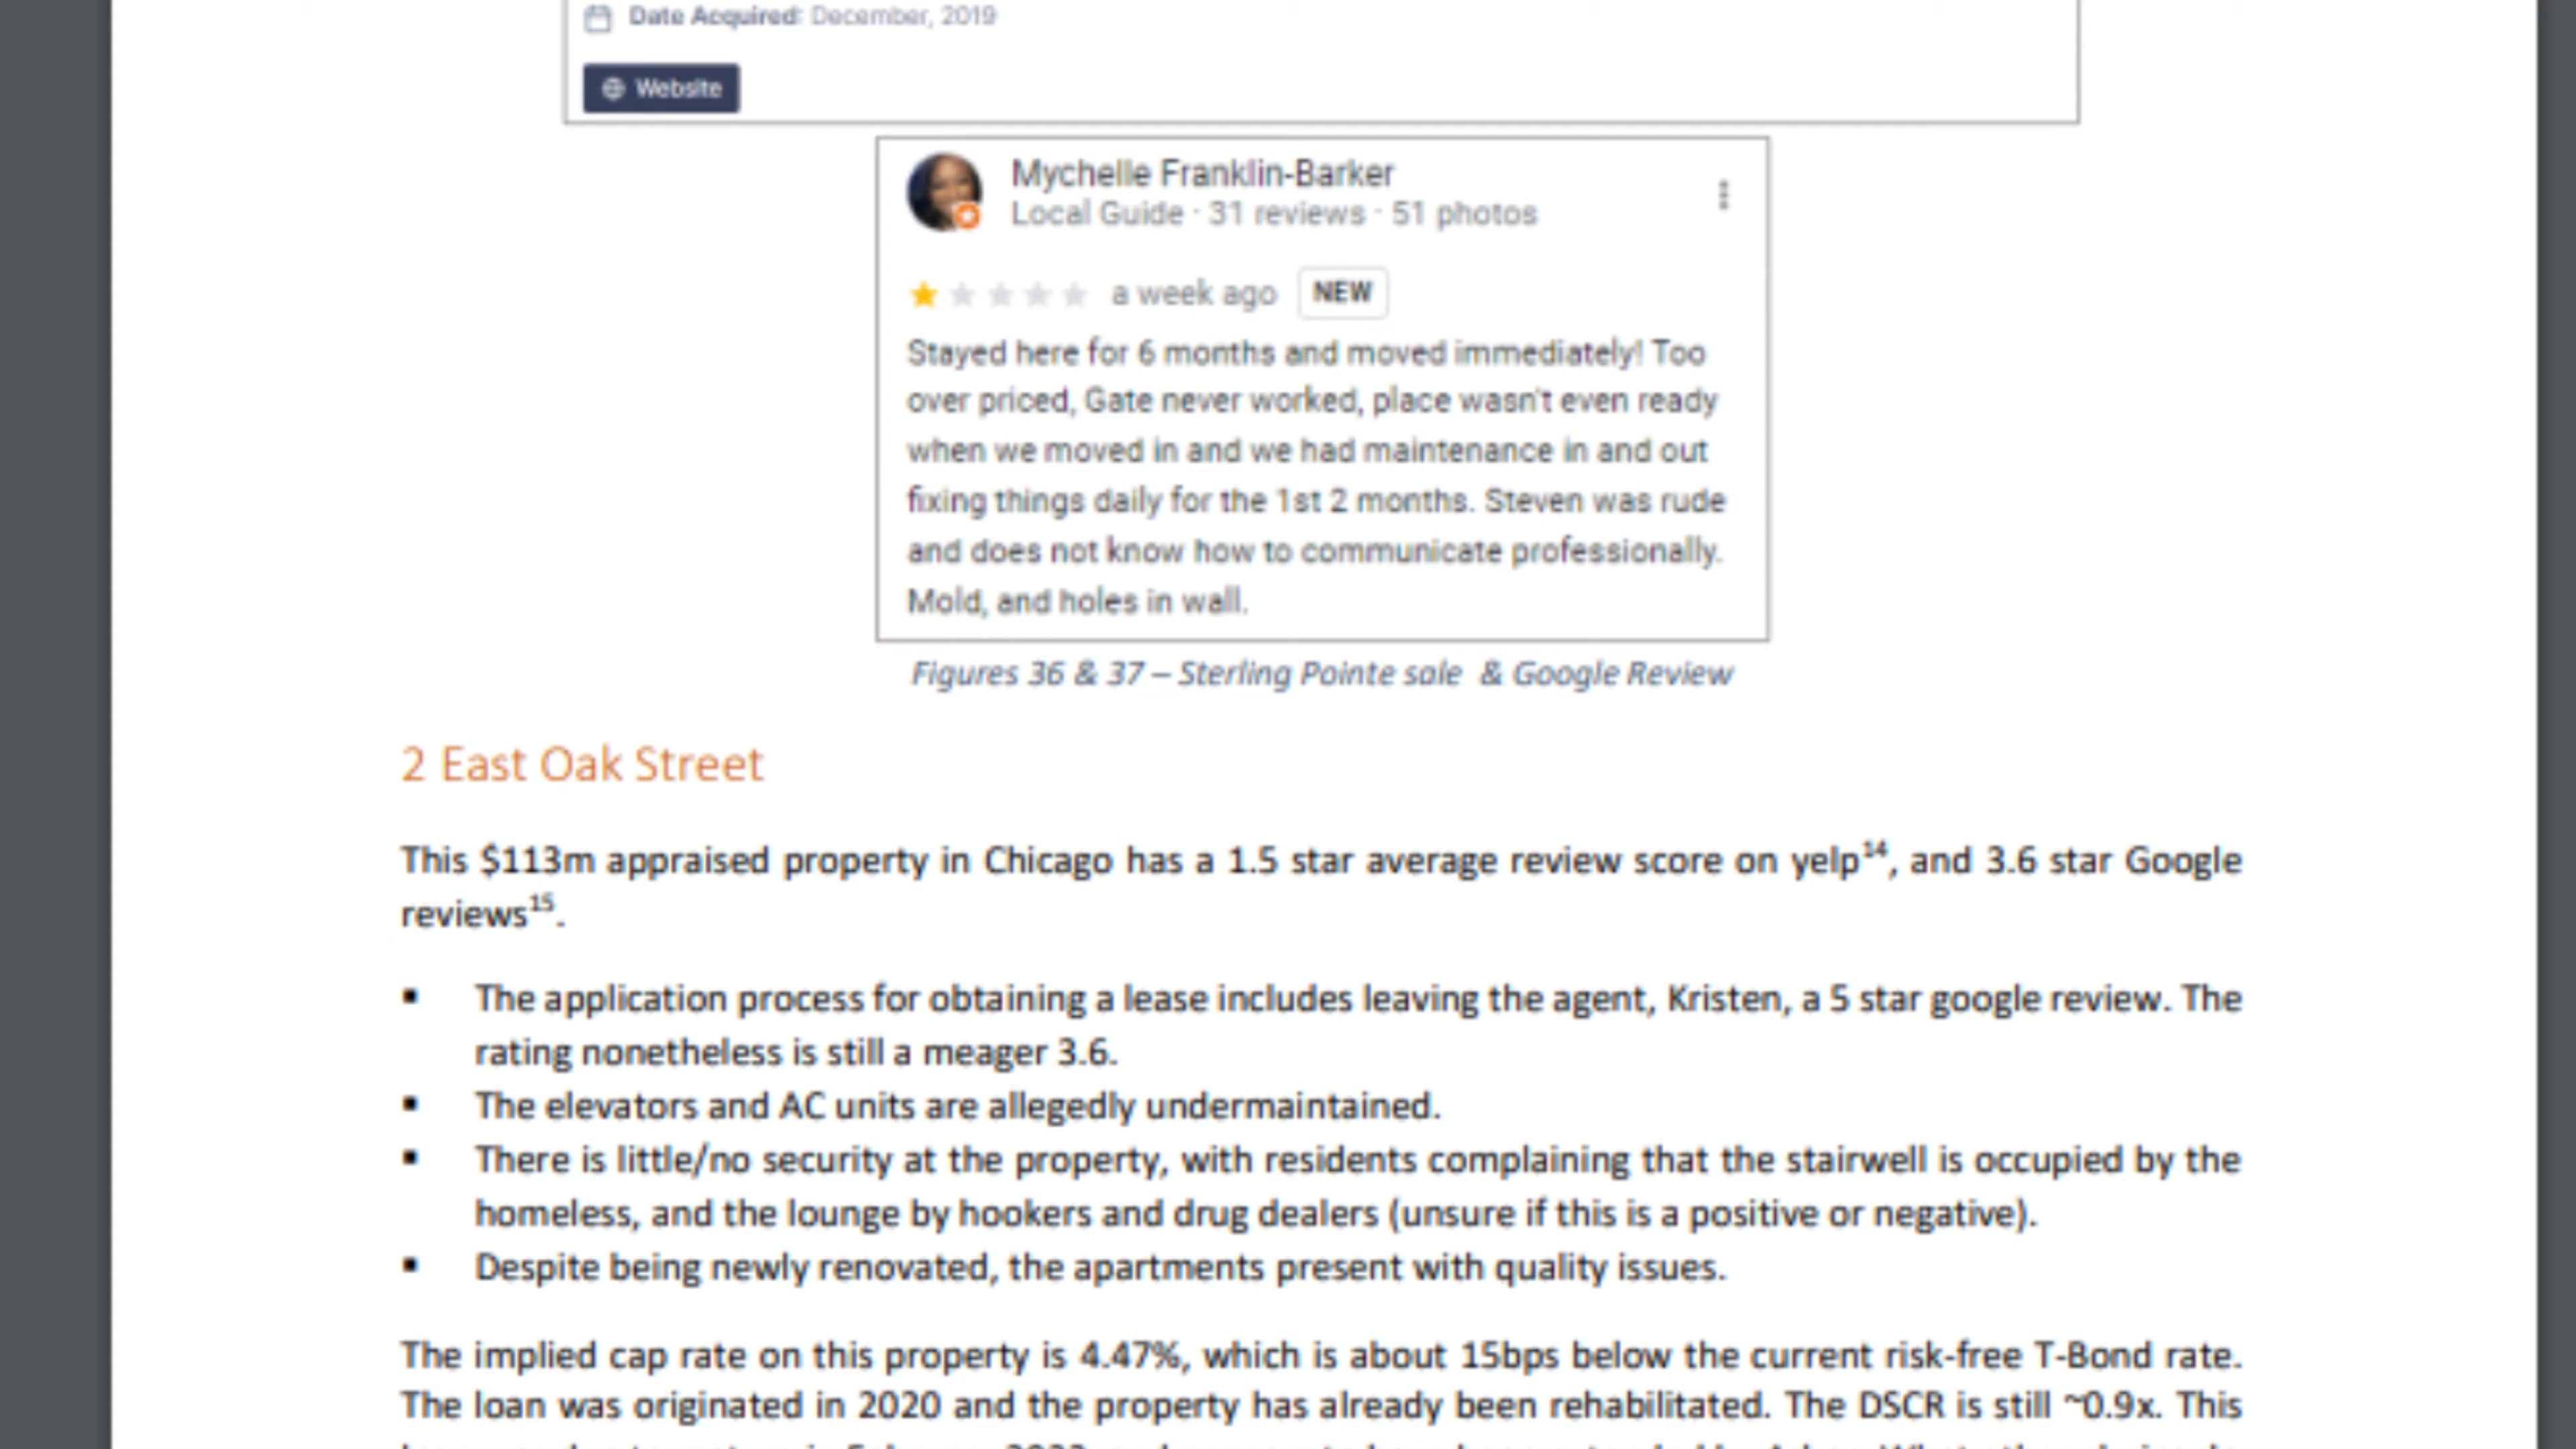 Date Acquired: December, 2019
Website
Mychelle Franklin-Barker
Local Guide · 31 reviews · 51 photos
a week ago NEW
Stayed here for 6 months and moved immediately! Too
over priced, Gate never worked, place wasn't even ready
when we moved in and we had maintenance in and out
fixing things daily for the 1st 2 months. Steven was rude
and does not know how to communicate professionally.
Mold, and holes in wall.
Figures 36 & 37 – Sterling Pointe sale & Google Review
2 East Oak Street
This $113m appraised property in Chicago has a 1.5 star average review score on yelp¹⁴, and 3.6 star Google
reviews¹⁵.
▪ The application process for obtaining a lease includes leaving the agent, Kristen, a 5 star google review. The
rating nonetheless is still a meager 3.6.
▪ The elevators and AC units are allegedly undermaintained.
▪ There is little/no security at the property, with residents complaining that the stairwell is occupied by the
homeless, and the lounge by hookers and drug dealers (unsure if this is a positive or negative).
▪ Despite being newly renovated, the apartments present with quality issues.
The implied cap rate on this property is 4.47%, which is about 15bps below the current risk-free T-Bond rate.
The loan was originated in 2020 and the property has already been rehabilitated. The DSCR is still ~0.9x. This